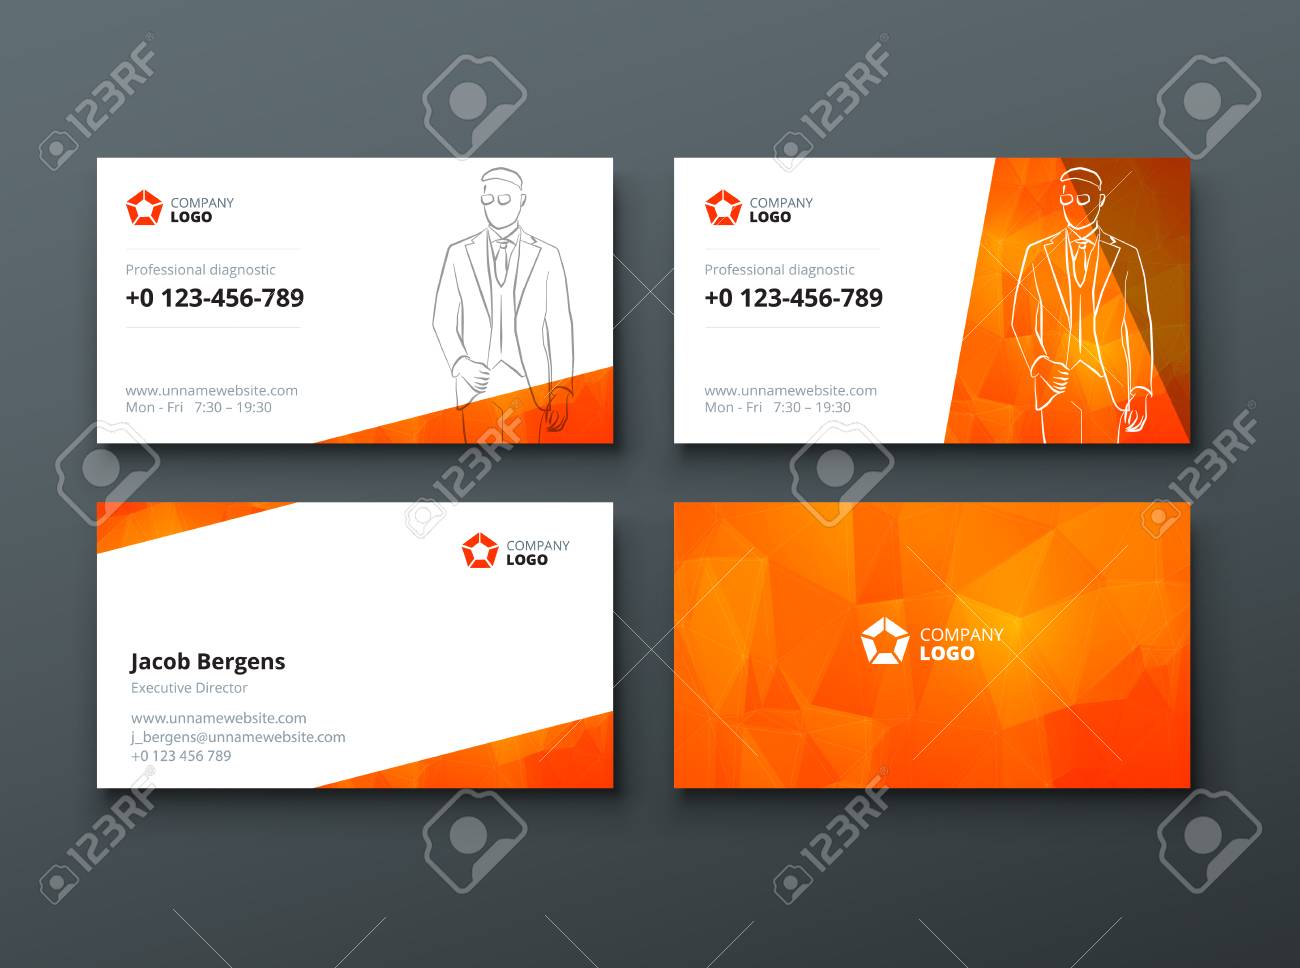 COMPANY
LOGO
Professional diagnostic
+0 123-456-789
www.unnamewebsite.com
Mon - Fri 7:30 – 19:30
COMPANY
LOGO
Professional diagnostic
+0 123-456-789
www.unnamewebsite.com
Mon - Fri 7:30 – 19:30
COMPANY
LOGO
Jacob Bergens
Executive Director
www.unnamewebsite.com
j_bergens@unnamewebsite.com
+0 123 456 789
COMPANY
LOGO
123RF
123RF
123RF
123RF
123RF
123RF